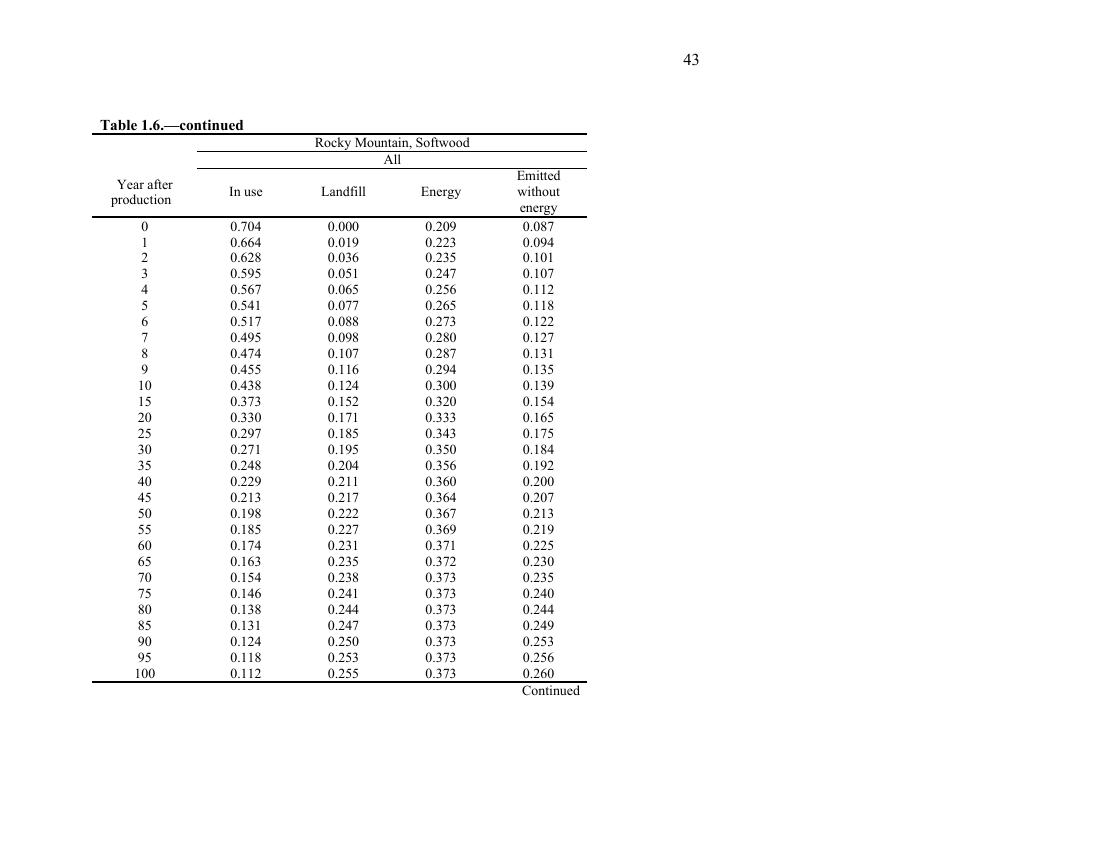 43
Table 1.6.—continued
Rocky Mountain, Softwood
All
Year after production In use Landfill Energy Emitted without energy
0 0.704 0.000 0.209 0.087
1 0.664 0.019 0.223 0.094
2 0.628 0.036 0.235 0.101
3 0.595 0.051 0.247 0.107
4 0.567 0.065 0.256 0.112
5 0.541 0.077 0.265 0.118
6 0.517 0.088 0.273 0.122
7 0.495 0.098 0.280 0.127
8 0.474 0.107 0.287 0.131
9 0.455 0.116 0.294 0.135
10 0.438 0.124 0.300 0.139
15 0.373 0.152 0.320 0.154
20 0.330 0.171 0.333 0.165
25 0.297 0.185 0.343 0.175
30 0.271 0.195 0.350 0.184
35 0.248 0.204 0.356 0.192
40 0.229 0.211 0.360 0.200
45 0.213 0.217 0.364 0.207
50 0.198 0.222 0.367 0.213
55 0.185 0.227 0.369 0.219
60 0.174 0.231 0.371 0.225
65 0.163 0.235 0.372 0.230
70 0.154 0.238 0.373 0.235
75 0.146 0.241 0.373 0.240
80 0.138 0.244 0.373 0.244
85 0.131 0.247 0.373 0.249
90 0.124 0.250 0.373 0.253
95 0.118 0.253 0.373 0.256
100 0.112 0.255 0.373 0.260
Continued